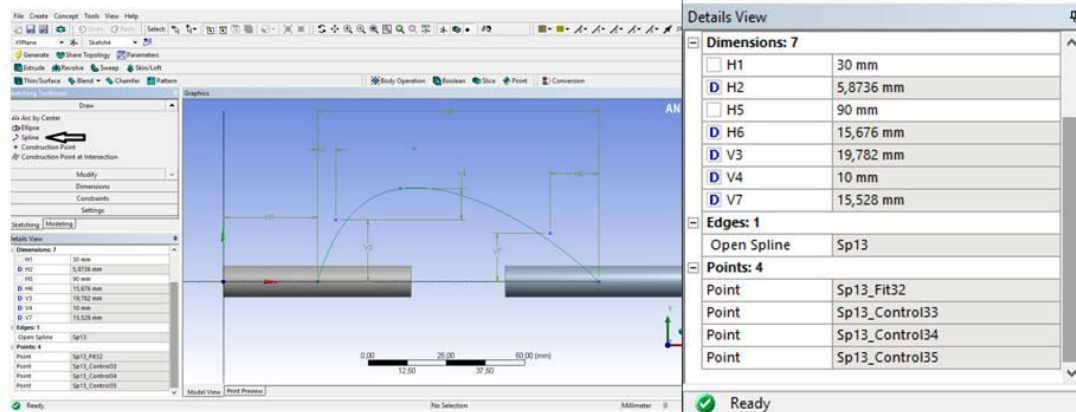 File Create Concept Tools View Help
Undo Redo Select:
XYPlane Sketch4
Generate Share Topology Parameters
Extrude Revolve Sweep Skin/Loft
Thin/Surface Blend Chamfer Pattern Body Operation Boolean Slice Point Conversion
Sketching Toolboxes
Draw
Arc by Center
Ellipse
Spline
Construction Point
Construction Point at Intersection
Modify
Dimensions
Constraints
Settings
Sketching Modeling
Details View
Dimensions: 7
H1 30 mm
H2 5,8736 mm
H5 90 mm
H6 15,676 mm
V3 19,782 mm
V4 10 mm
V7 15,528 mm
Edges: 1
Open Spline Sp13
Points: 4
Point Sp13_Fit32
Point Sp13_Control33
Point Sp13_Control34
Point Sp13_Control35
Ready
Graphics
AN
V3
0,00 25,00 50,00 (mm)
12,50 37,50
Model View Print Preview
No Selection Millimeter 0
Details View
Dimensions: 7
H1 30 mm
D H2 5,8736 mm
H5 90 mm
D H6 15,676 mm
D V3 19,782 mm
D V4 10 mm
D V7 15,528 mm
Edges: 1
Open Spline Sp13
Points: 4
Point Sp13_Fit32
Point Sp13_Control33
Point Sp13_Control34
Point Sp13_Control35
Ready